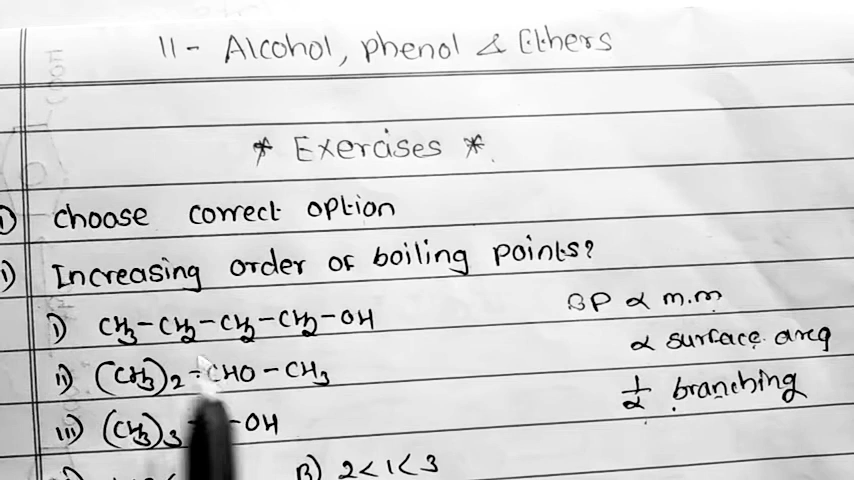 11 - Alcohol, phenol & Ethers
* Exercises *
1) choose correct option
i) Increasing order of boiling points?
i) CH3-CH2-CH2-CH2-OH
BP ∝ m.m
∝ surface area
ii) (CH3)2-CHO-CH3
1/∝ branching
iii) (CH3)3 -OH
B) 2<1<3